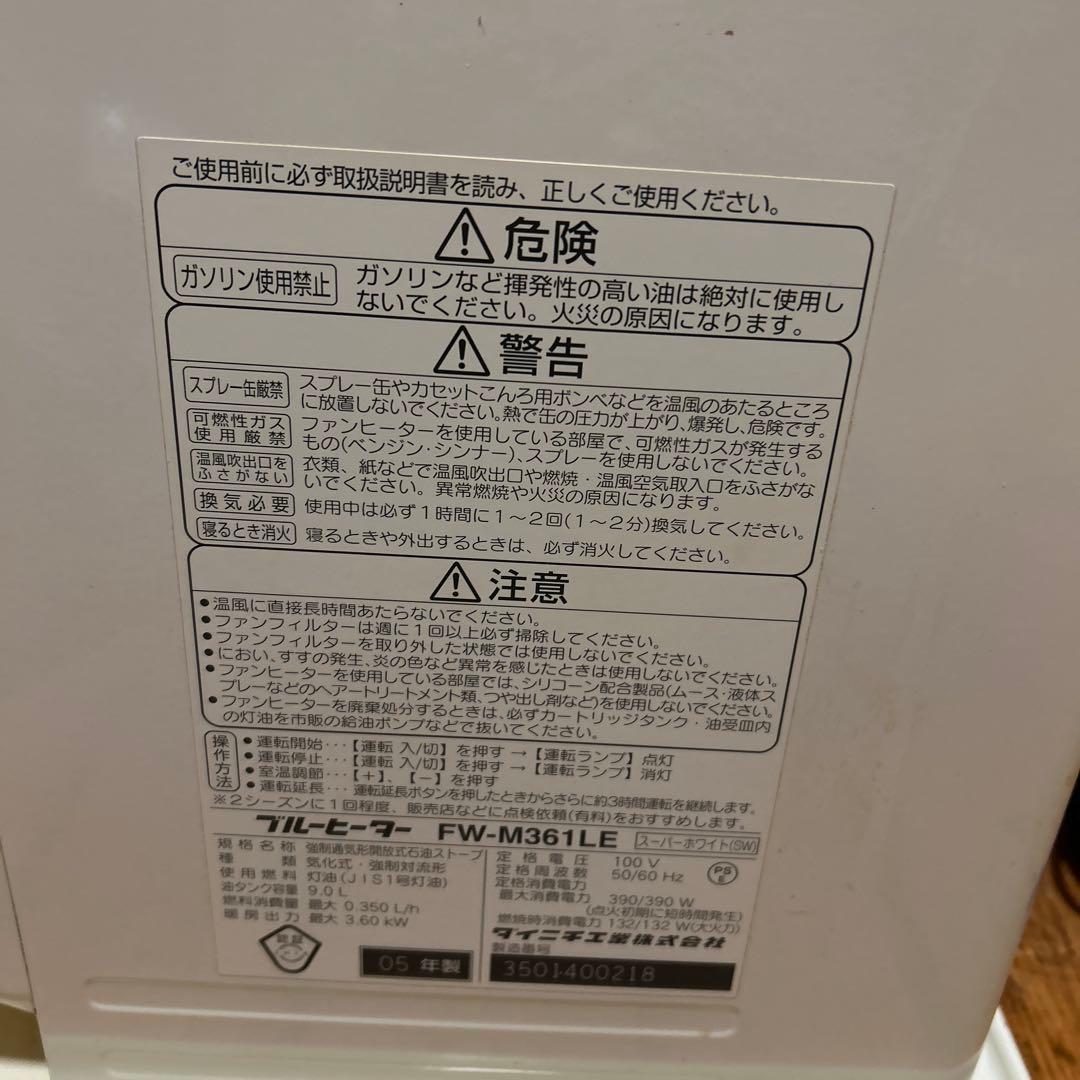 ご使用前に必ず取扱説明書を読み、正しくご使用ください。
危険
ガソリン使用禁止
ガソリンなど揮発性の高い油は絶対に使用し
ないでください。火災の原因になります。
警告
スプレー缶厳禁
スプレー缶やカセットこんろ用ボンベなどを温風のあたるところ
に放置しないでください。熱で缶の圧力が上がり、爆発し、危険です。
可燃性ガス
使用厳禁
ファンヒーターを使用している部屋で、可燃性ガスが発生する
もの(ベンジン・シンナー)、スプレーを使用しないでください。
温風吹出口を
ふさがない
衣類、紙などで温風吹出口や燃焼・温風空気取入口をふさがな
いでください。異常燃焼や火災の原因になります。
換気必要
使用中は必ず1時間に1〜2回(1〜2分)換気してください。
寝るとき消火
寝るときや外出するときは、必ず消火してください。
注意
●温風に直接長時間あたらないでください。
●ファンフィルターは週に1回以上必ず掃除してください。
●ファンフィルターを取り外した状態では使用しないでください。
●におい、すすの発生、炎の色など異常を感じたときは使用しないでください。
●ファンヒーターを使用している部屋では、シリコーン配合製品(ムース・液体ス
プレーなどのヘアートリートメント類、つや出し剤など)を使用しないでください。
●ファンヒーターを廃棄処分するときは、必ずカートリッジタンク・油受皿内
の灯油を市販の給油ポンプなどで抜いてください。
操作方法
●運転開始･･･【運転 入/切】を押す→【運転ランプ】点灯
●運転停止･･･【運転 入/切】を押す→【運転ランプ】消灯
●室温調節･･･【+】、【−】を押す
●運転延長･･･運転延長ボタンを押したときからさらに約3時間運転を継続します。
※2シーズンに1回程度、販売店などに点検依頼(有料)をおすすめします。
ブルーヒーター FW-M361LE スーパーホワイト(SW)
規格名称 強制通気形開放式石油ストーブ
種類 気化式・強制対流形
使用燃料 灯油(JIS1号灯油)
油タンク容量 9.0L
燃料消費量 最大 0.350 L/h
暖房出力 最大 3.60 kW
定格電圧 100 V
定格周波数 50/60 Hz
定格消費電力
最大消費電力 390/390 W
(点火初期に短時間発生)
燃焼時消費電力 132/132 W(大火力)
PS
E
ダイニチ工業株式会社
認証
05 年製
製造番号
3501400218